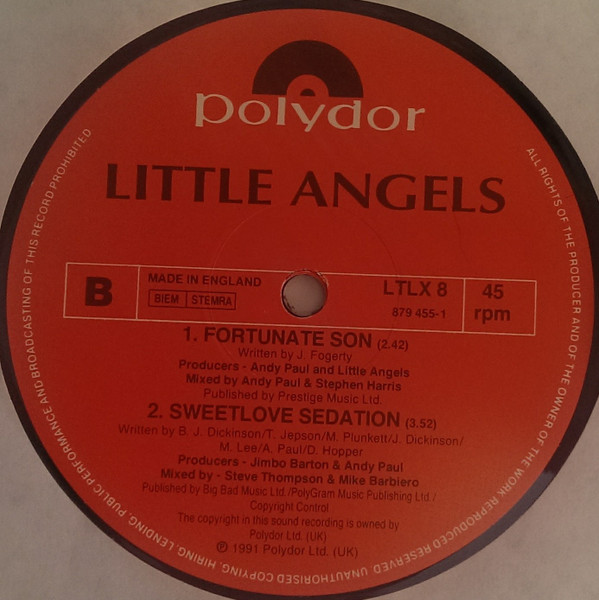 polydor
LITTLE ANGELS
B
MADE IN ENGLAND
BIEM STEMRA
LTLX 8
879 455-1
45
rpm
1. FORTUNATE SON (2.42)
Written by J. Fogerty
Producers - Andy Paul and Little Angels
Mixed by Andy Paul & Stephen Harris
Published by Prestige Music Ltd.
2. SWEETLOVE SEDATION (3.52)
Written by B. J. Dickinson/T. Jepson/M. Plunkett/J. Dickinson/
M. Lee/A. Paul/D. Hopper
Producers - Jimbo Barton & Andy Paul
Mixed by - Steve Thompson & Mike Barbiero
Published by Big Bad Music Ltd./PolyGram Music Publishing Ltd./
Copyright Control
The copyright in this sound recording is owned by
Polydor Ltd. (UK)
℗ 1991 Polydor Ltd. (UK)
ALL RIGHTS OF THE PRODUCER AND OF THE OWNER OF THE WORK REPRODUCED RESERVED. UNAUTHORISED COPYING, HIRING, LENDING, PUBLIC PERFORMANCE AND BROADCASTING OF THIS RECORD PROHIBITED